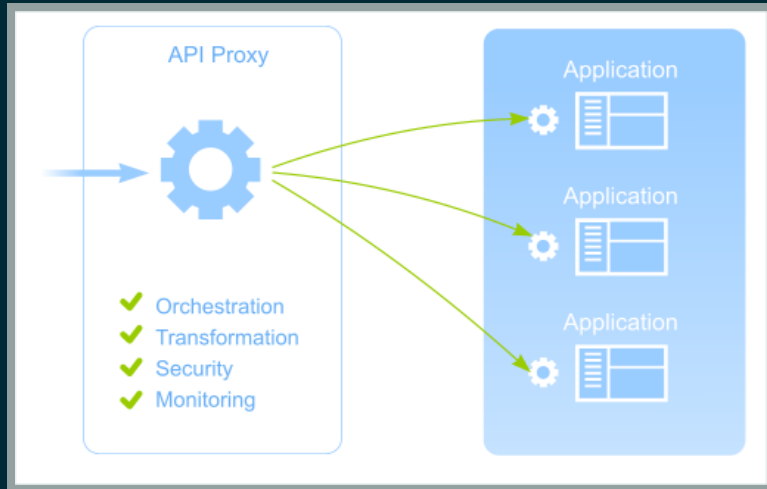 API Proxy
Orchestration
Transformation
Security
Monitoring
Application
Application
Application